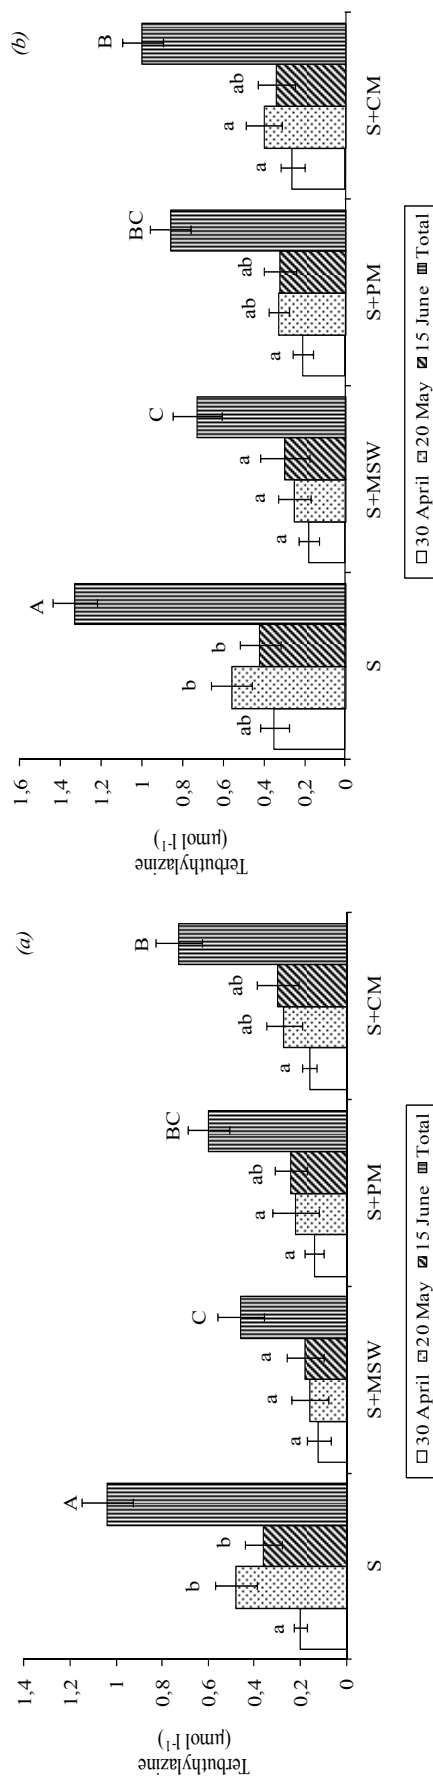 (a)
Terbuthylazine
(µmol l-1)
1,4
1,2
1
0,8
0,6
0,4
0,2
0
a
b
b
A
a
a
a
C
a
a
ab
BC
a
ab
ab
B
S
S+MSW
S+PM
S+CM
30 April
20 May
15 June
Total
(b)
Terbuthylazine
(µmol l-1)
1,6
1,4
1,2
1
0,8
0,6
0,4
0,2
0
ab
b
b
A
a
a
a
C
a
ab
ab
BC
a
a
ab
B
S
S+MSW
S+PM
S+CM
30 April
20 May
15 June
Total